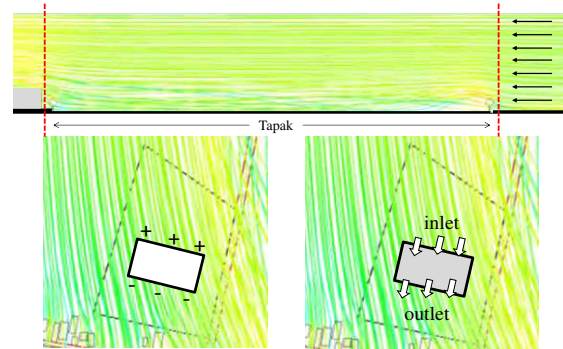 Tapak
+ + +
- - -
inlet
outlet